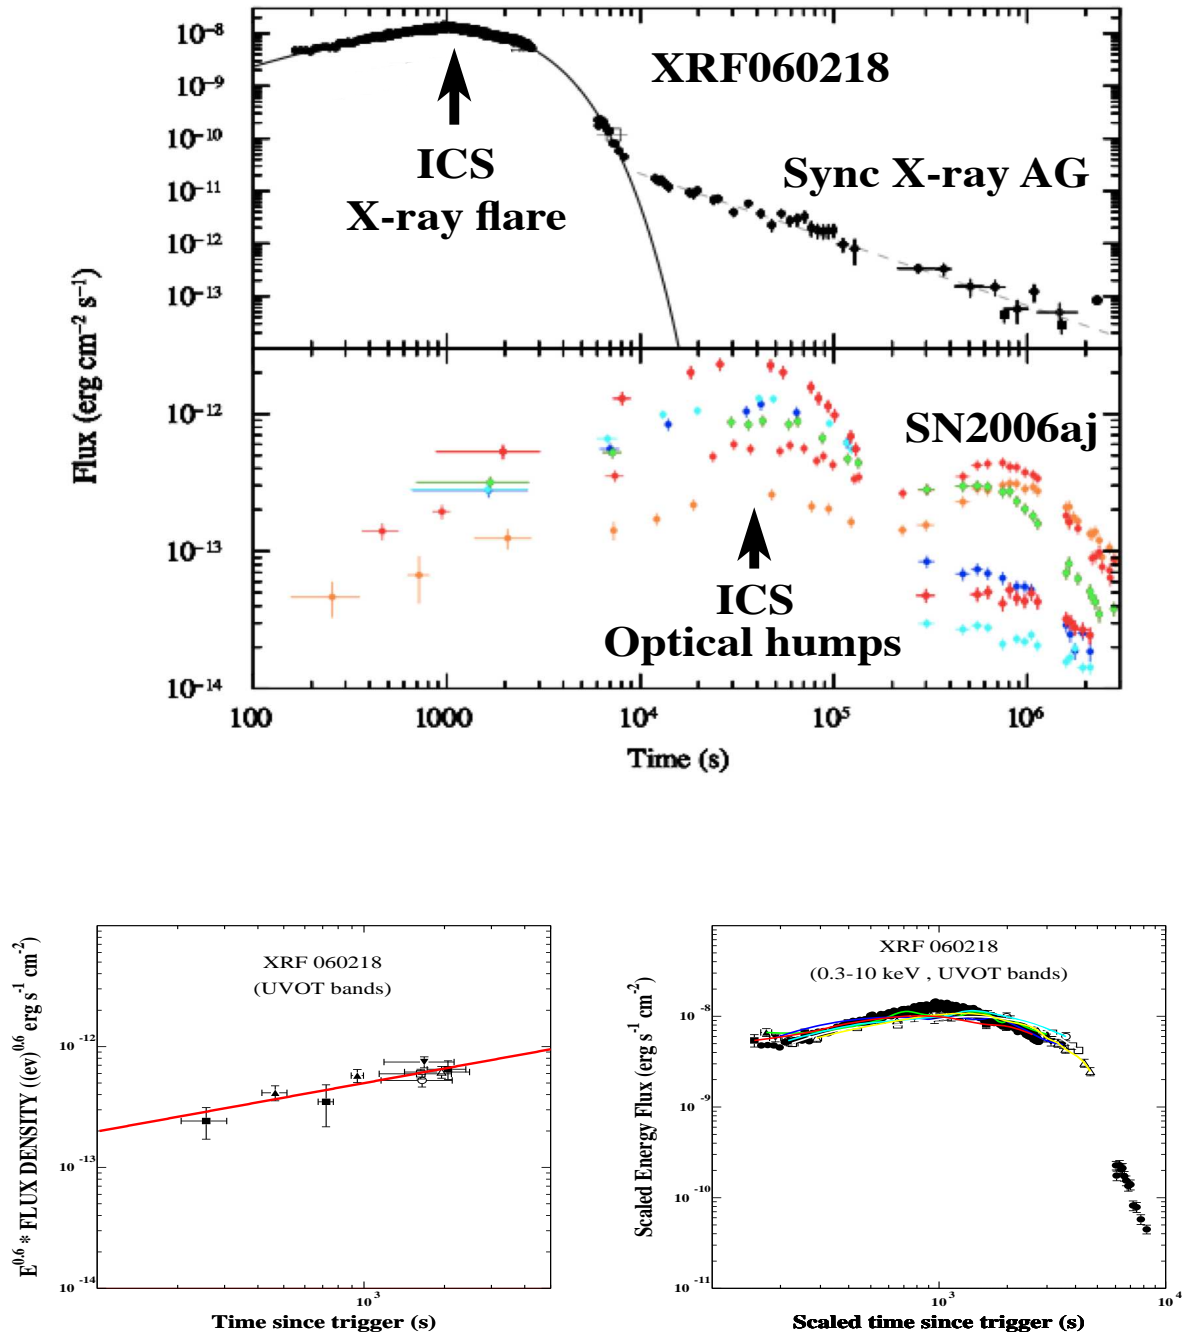 10⁻⁸
10⁻⁹
10⁻¹⁰
10⁻¹¹
10⁻¹²
10⁻¹³
XRF060218
ICS
X-ray flare
Sync X-ray AG
Flux (erg cm⁻² s⁻¹)
10⁻¹²
10⁻¹³
10⁻¹⁴
SN2006aj
ICS
Optical humps
100 1000 10⁴ 10⁵ 10⁶
Time (s)
E^0.6 * FLUX DENSITY ((ev)^0.6 erg s⁻¹ cm⁻²)
XRF 060218
(UVOT bands)
10⁻¹²
10⁻¹³
10⁻¹⁴
10³
Time since trigger (s)
Scaled Energy Flux (erg s⁻¹ cm⁻²)
XRF 060218
(0.3-10 keV , UVOT bands)
10⁻⁷
10⁻⁸
10⁻⁹
10⁻¹⁰
10⁻¹¹
10² 10³ 10⁴
Scaled time since trigger (s)